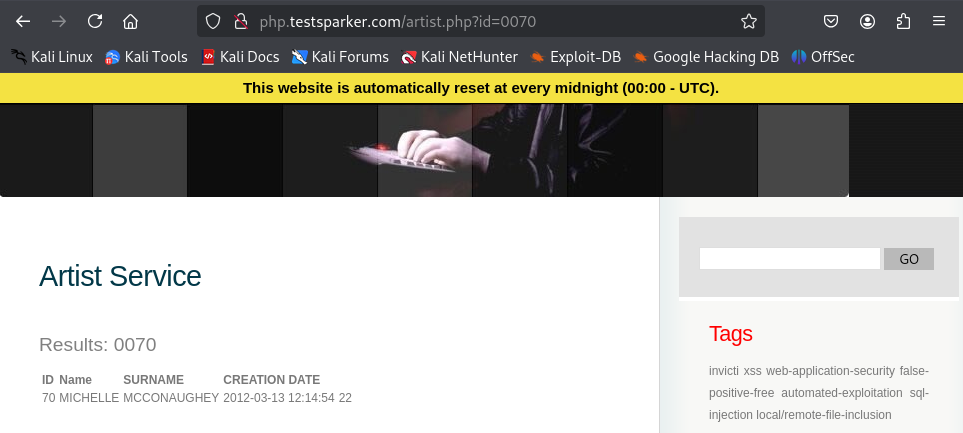 php.testsparker.com/artist.php?id=0070
Kali Linux Kali Tools Kali Docs Kali Forums Kali NetHunter Exploit-DB Google Hacking DB OffSec
This website is automatically reset at every midnight (00:00 - UTC).
Artist Service
Results: 0070
ID Name SURNAME CREATION DATE
70 MICHELLE MCCONAUGHEY 2012-03-13 12:14:54 22
GO
Tags
invicti xss web-application-security false-
positive-free automated-exploitation sql-
injection local/remote-file-inclusion